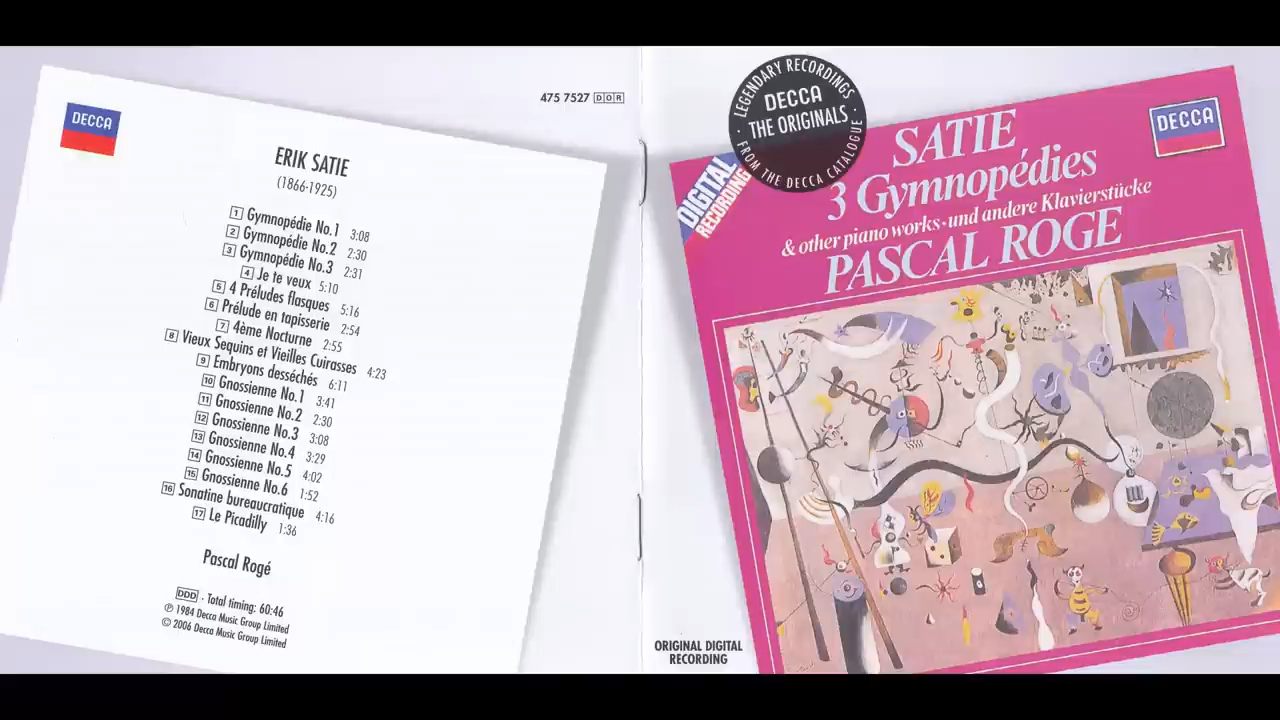 DECCA
475 7527 DDR
ERIK SATIE
(1866-1925)
1 Gymnopédie No.1 3:08
2 Gymnopédie No.2 2:30
3 Gymnopédie No.3 2:31
4 Je te veux 5:10
5 4 Préludes flasques 5:16
6 Prélude en tapisserie 2:54
7 4ème Nocturne 2:55
8 Vieux Sequins et Vieilles Cuirasses 4:23
9 Embryons desséchés 6:11
10 Gnossienne No.1 3:41
11 Gnossienne No.2 2:30
12 Gnossienne No.3 3:08
13 Gnossienne No.4 3:29
14 Gnossienne No.5 4:02
15 Gnossienne No.6 1:52
16 Sonatine bureaucratique 4:16
17 Le Picadilly 1:36
Pascal Rogé
DDD · Total timing: 60:46
℗ 1984 Decca Music Group Limited
© 2006 Decca Music Group Limited
LEGENDARY RECORDINGS
DECCA
THE ORIGINALS
FROM THE DECCA CATALOGUE
DIGITAL
RECORDING
DECCA
SATIE
3 Gymnopédies
& other piano works·und andere Klavierstücke
PASCAL ROGE
ORIGINAL DIGITAL
RECORDING